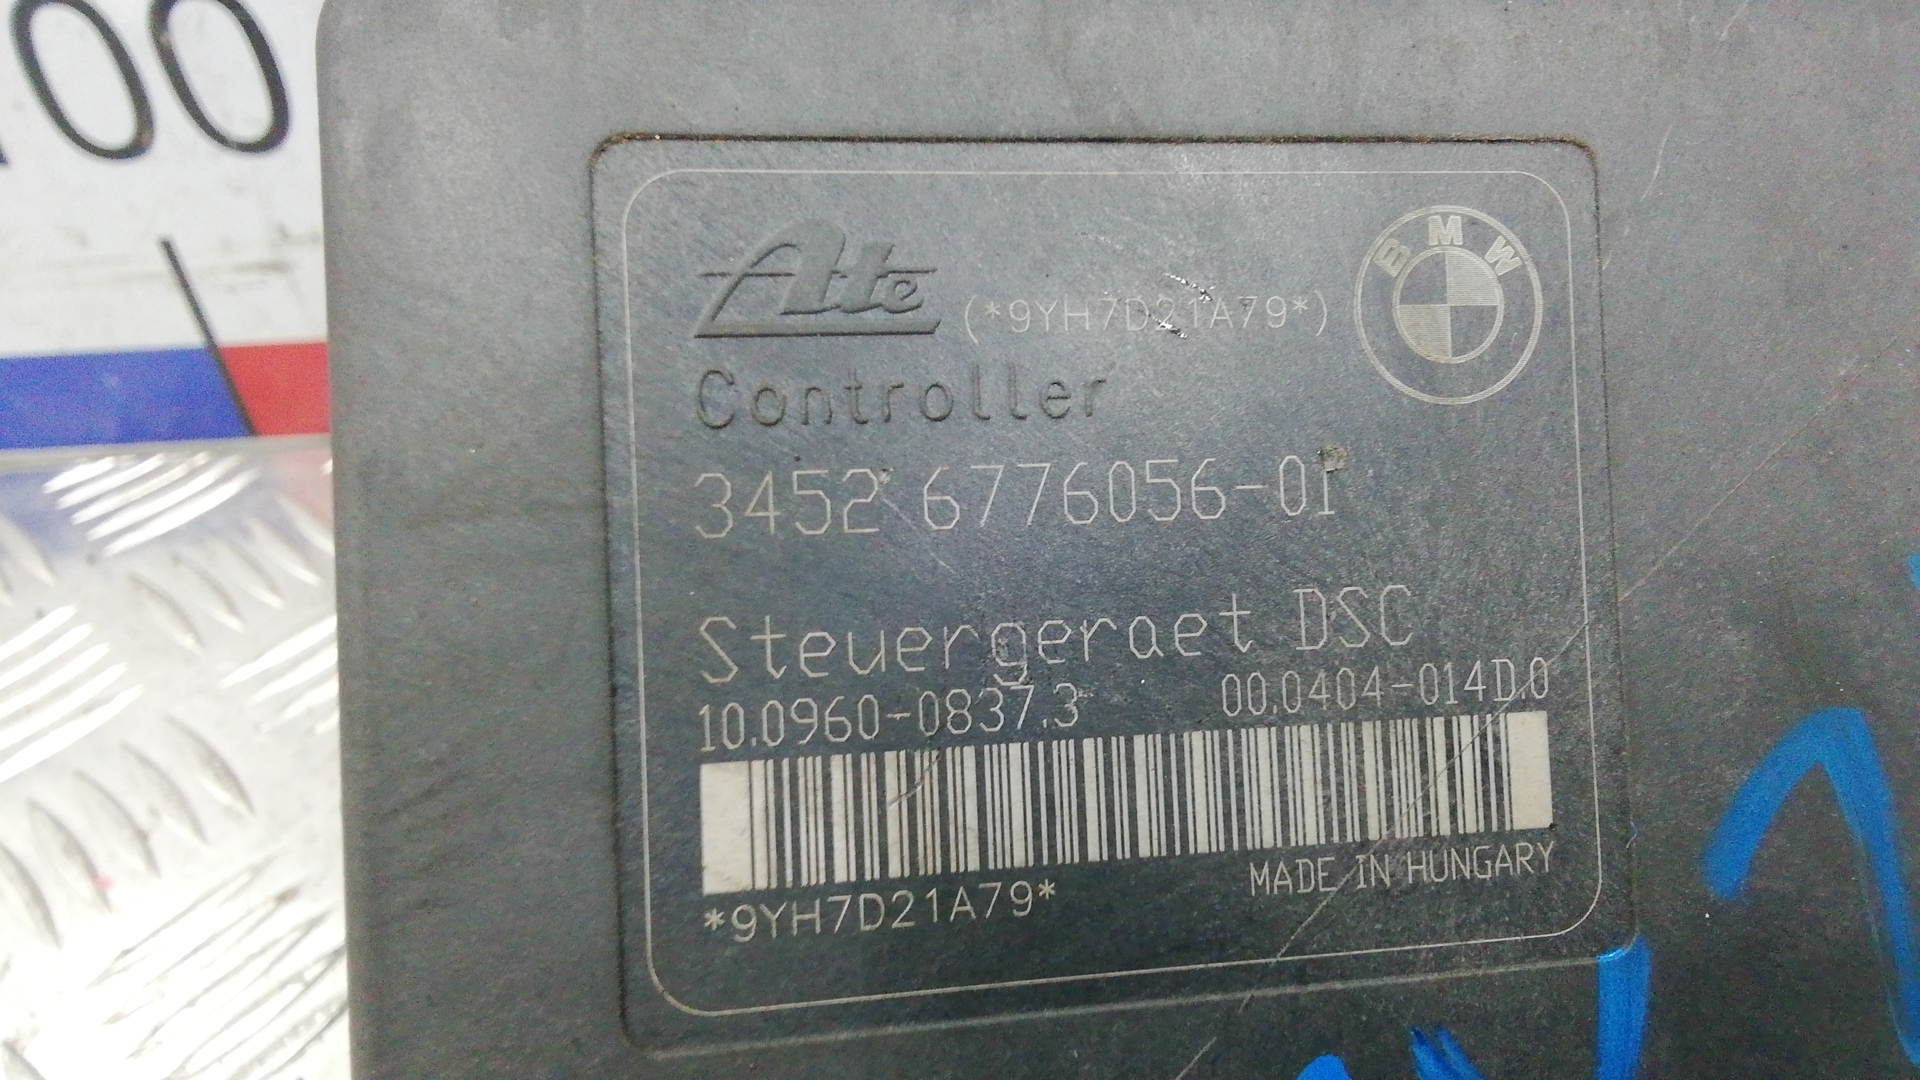 00
Ate (*9YH7D21A79*)
BMW
Controller
3452 6776056-01
Steuergeraet DSC
10.0960-0837.3 00.0404-014D.0
MADE IN HUNGARY
*9YH7D21A79*